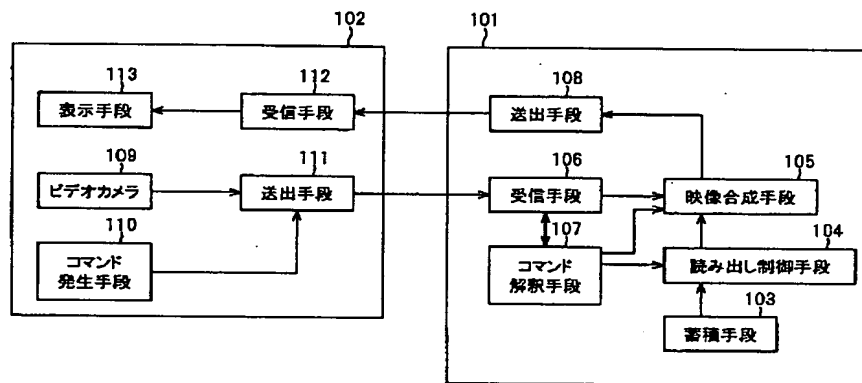 102
113
表示手段
112
受信手段
109
ビデオカメラ
111
送出手段
110
コマンド
発生手段
101
108
送出手段
106
受信手段
105
映像合成手段
107
コマンド
解釈手段
104
読み出し制御手段
103
蓄積手段